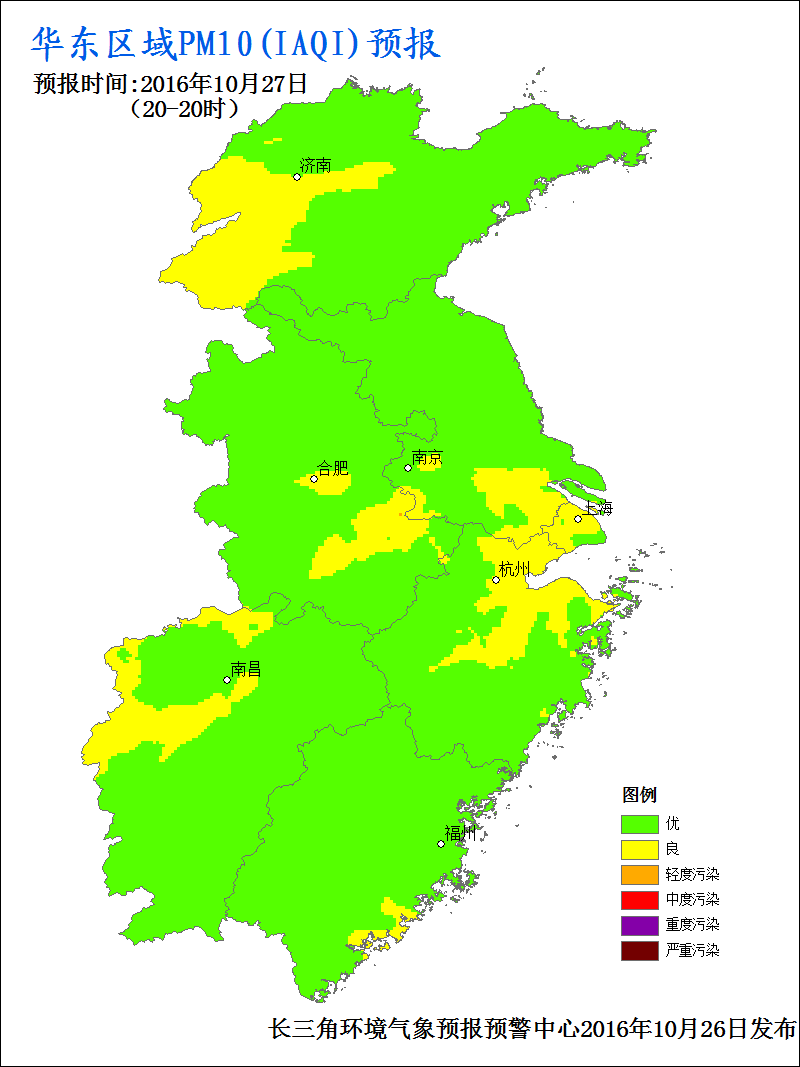 华东区域PM10(IAQI)预报
预报时间:2016年10月27日
(20-20时)
济南
南京
合肥
上海
杭州
南昌
福州
图例
优
良
轻度污染
中度污染
重度污染
严重污染
长三角环境气象预报预警中心2016年10月26日发布